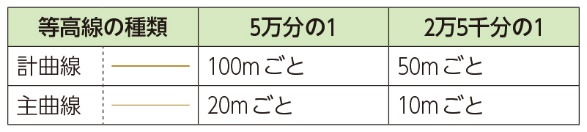 等高線の種類 5万分の1 2万5千分の1
計曲線 100mごと 50mごと
主曲線 20mごと 10mごと